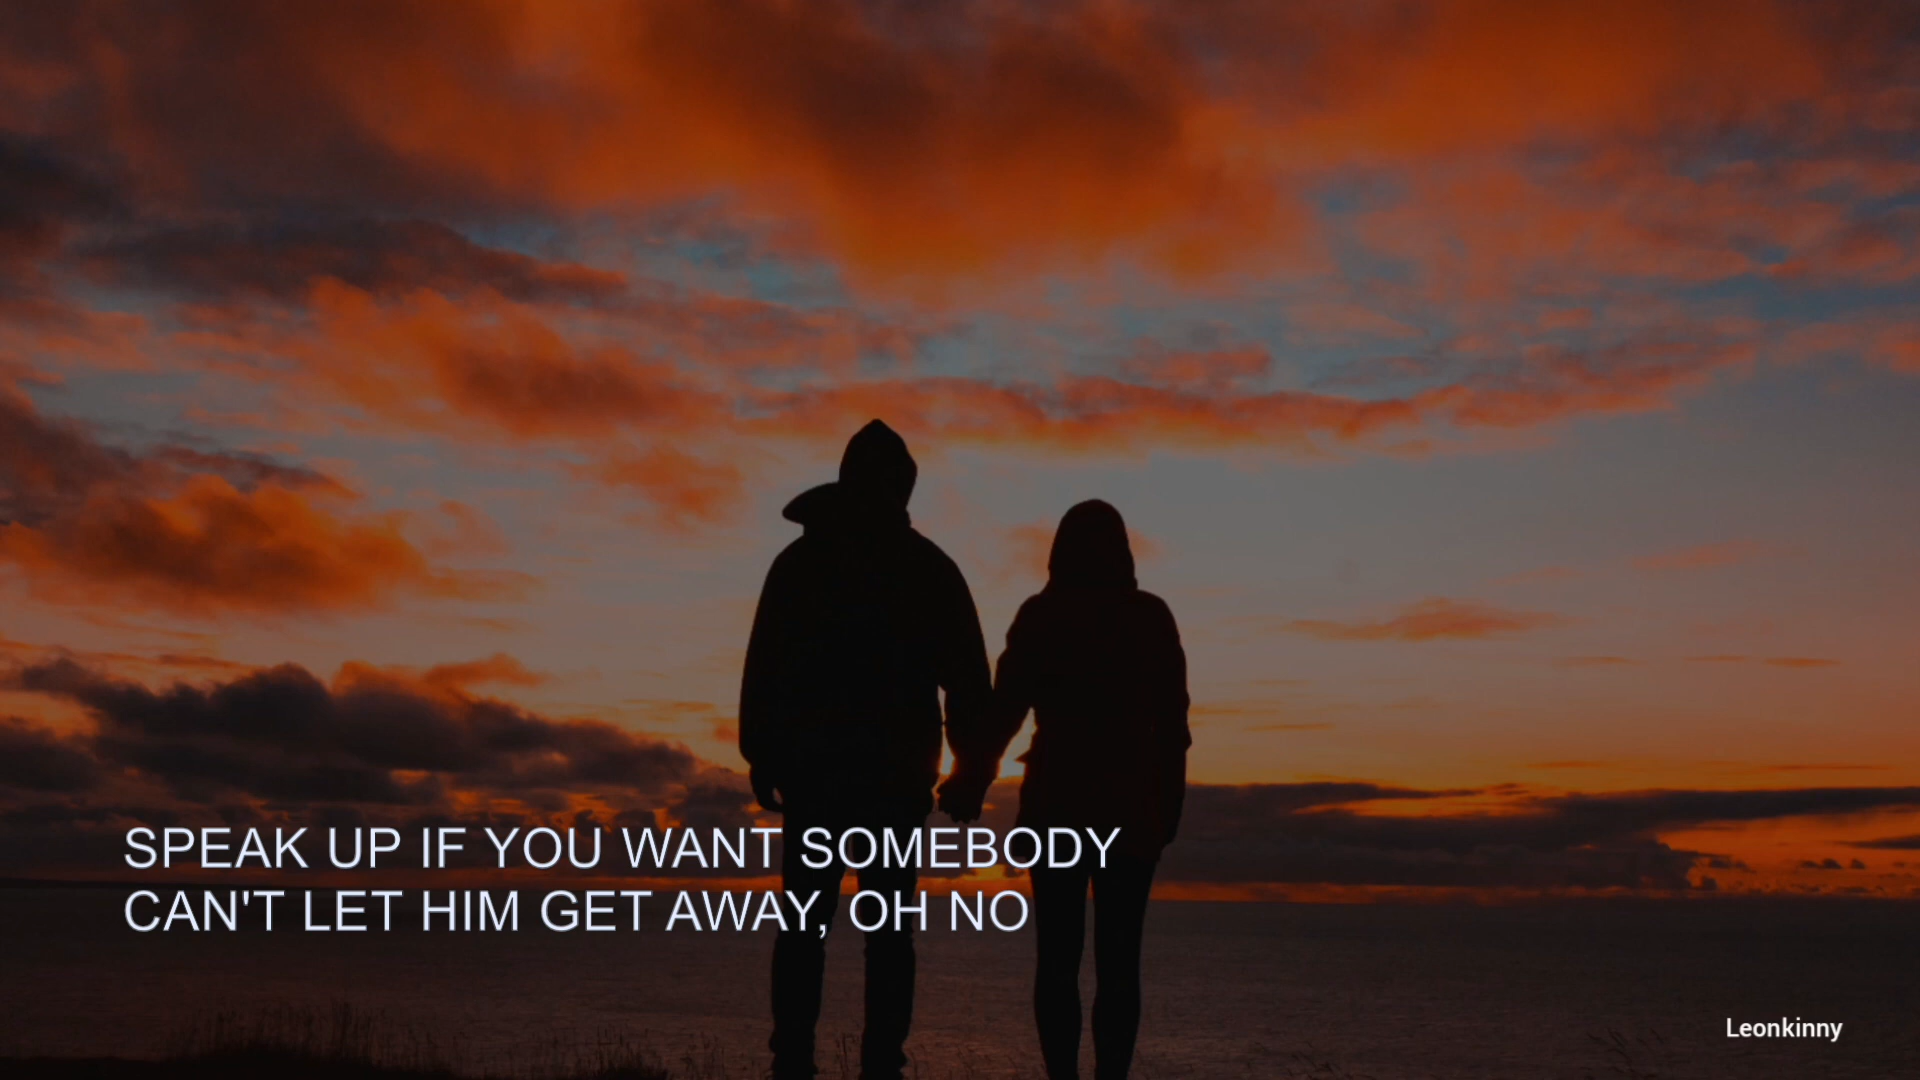 SPEAK UP IF YOU WANT SOMEBODY
CAN'T LET HIM GET AWAY, OH NO
Leonkinny